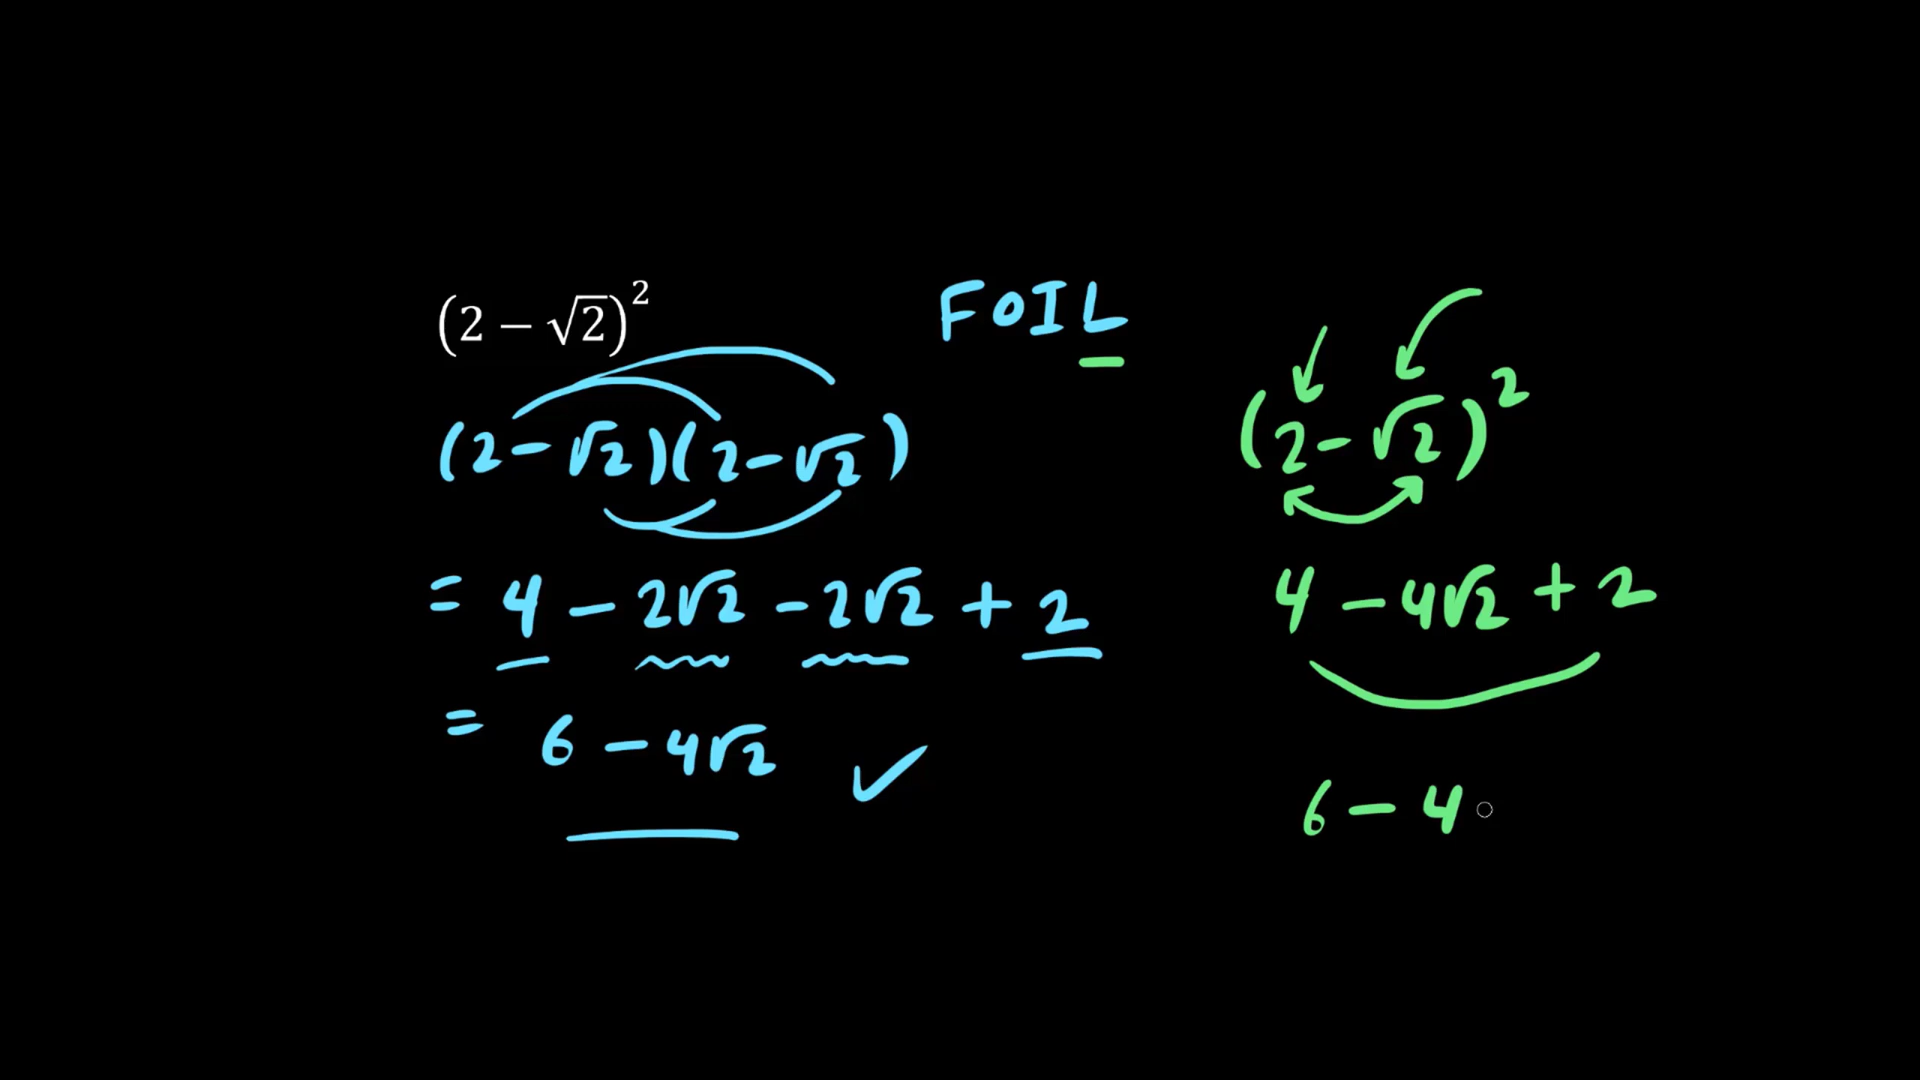 (2 − √2)²
FOIL
(2 − √2)(2 − √2)
= 4 − 2√2 − 2√2 + 2
= 6 − 4√2 ✓
(2 − √2)²
4 − 4√2 + 2
6 − 4